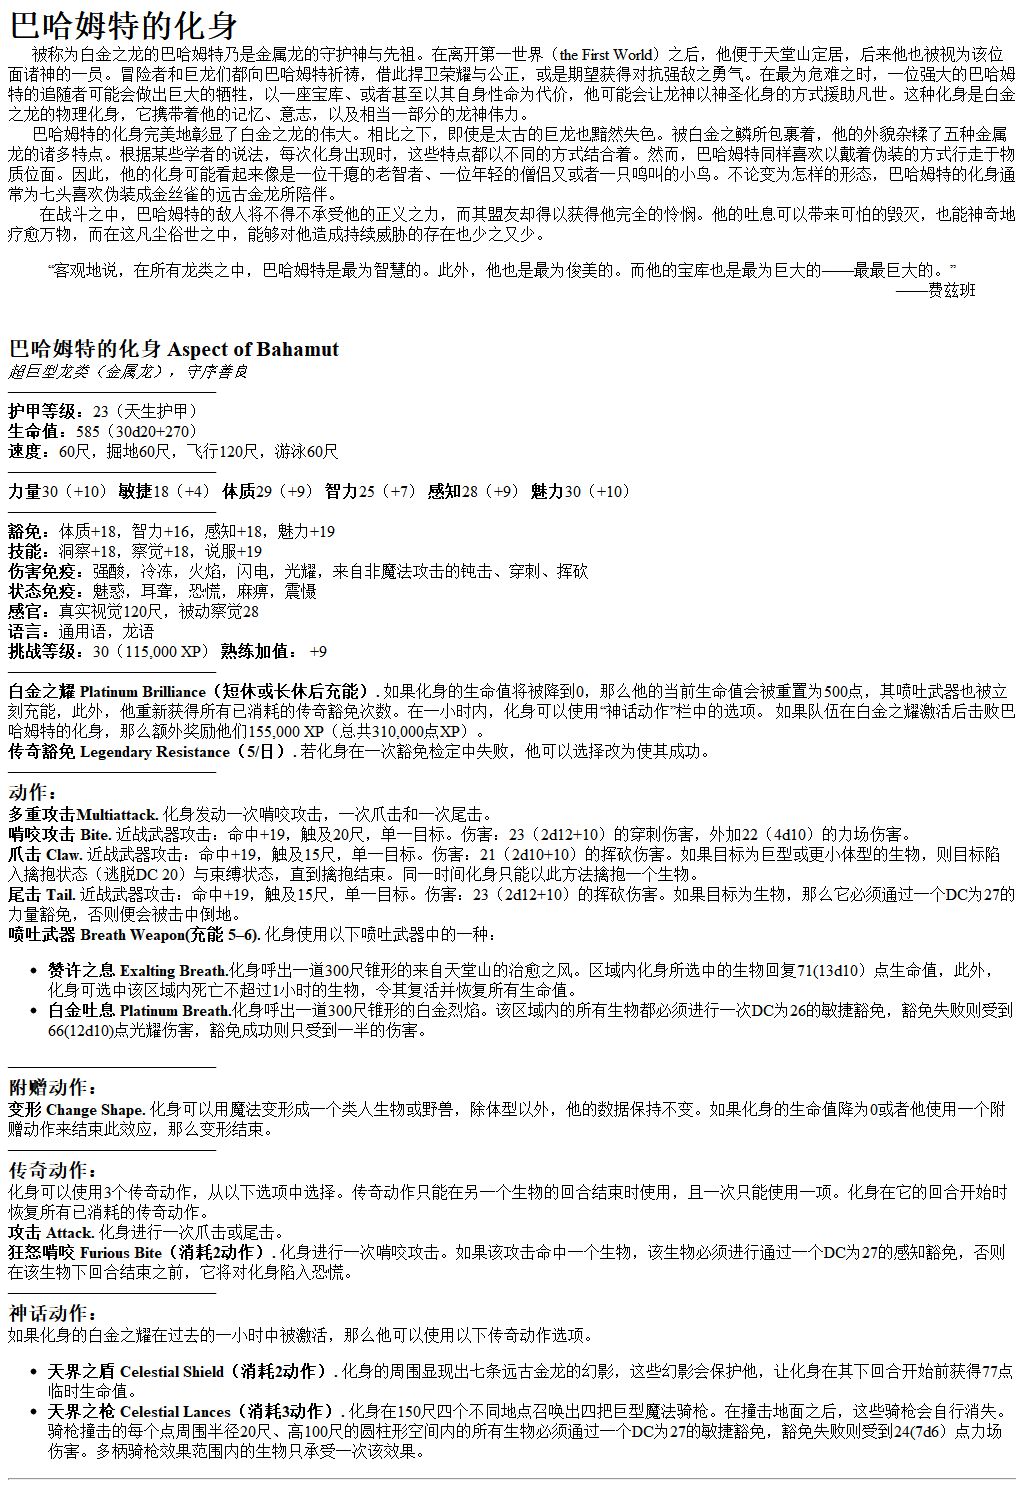 巴哈姆特的化身
被称为白金之龙的巴哈姆特乃是金属龙的守护神与先祖。在离开第一世界（the First World）之后，他便于天堂山定居，后来他也被视为该位
面诸神的一员。冒险者和巨龙们都向巴哈姆特祈祷，借此捍卫荣耀与公正，或是期望获得对抗强敌之勇气。在最为危难之时，一位强大的巴哈姆
特的追随者可能会做出巨大的牺牲，以一座宝库、或者甚至以其自身性命为代价，他可能会让龙神以神圣化身的方式援助凡世。这种化身是白金
之龙的物理化身，它携带着他的记忆、意志，以及相当一部分的龙神伟力。
巴哈姆特的化身完美地彰显了白金之龙的伟大。相比之下，即使是太古的巨龙也黯然失色。被白金之鳞所包裹着，他的外貌杂糅了五种金属
龙的诸多特点。根据某些学者的说法，每次化身出现时，这些特点都以不同的方式结合着。然而，巴哈姆特同样喜欢以戴着伪装的方式行走于物
质位面。因此，他的化身可能看起来像是一位干瘪的老智者、一位年轻的僧侣又或者一只鸣叫的小鸟。不论变为怎样的形态，巴哈姆特的化身通
常为七头喜欢伪装成金丝雀的远古金龙所陪伴。
在战斗之中，巴哈姆特的敌人将不得不承受他的正义之力，而其盟友却得以获得他完全的怜悯。他的吐息可以带来可怕的毁灭，也能神奇地
疗愈万物，而在这凡尘俗世之中，能够对他造成持续威胁的存在也少之又少。
“客观地说，在所有龙类之中，巴哈姆特是最为智慧的。此外，他也是最为俊美的。而他的宝库也是最为巨大的——最最巨大的。”
——费兹班
巴哈姆特的化身 Aspect of Bahamut
超巨型龙类（金属龙），守序善良
护甲等级：23（天生护甲）
生命值：585（30d20+270）
速度：60尺，掘地60尺，飞行120尺，游泳60尺
力量30（+10） 敏捷18（+4） 体质29（+9） 智力25（+7） 感知28（+9） 魅力30（+10）
豁免：体质+18，智力+16，感知+18，魅力+19
技能：洞察+18，察觉+18，说服+19
伤害免疫：强酸，冷冻，火焰，闪电，光耀，来自非魔法攻击的钝击、穿刺、挥砍
状态免疫：魅惑，耳聋，恐慌，麻痹，震慑
感官：真实视觉120尺，被动察觉28
语言：通用语，龙语
挑战等级：30（115,000 XP） 熟练加值： +9
白金之耀 Platinum Brilliance（短休或长休后充能）. 如果化身的生命值将被降到0，那么他的当前生命值会被重置为500点，其喷吐武器也被立
刻充能，此外，他重新获得所有已消耗的传奇豁免次数。在一小时内，化身可以使用“神话动作”栏中的选项。 如果队伍在白金之耀激活后击败巴
哈姆特的化身，那么额外奖励他们155,000 XP（总共310,000点XP）。
传奇豁免 Legendary Resistance（5/日）. 若化身在一次豁免检定中失败，他可以选择改为使其成功。
动作：
多重攻击Multiattack. 化身发动一次啃咬攻击，一次爪击和一次尾击。
啃咬攻击 Bite. 近战武器攻击：命中+19，触及20尺，单一目标。伤害：23（2d12+10）的穿刺伤害，外加22（4d10）的力场伤害。
爪击 Claw. 近战武器攻击：命中+19，触及15尺，单一目标。伤害：21（2d10+10）的挥砍伤害。如果目标为巨型或更小体型的生物，则目标陷
入擒抱状态（逃脱DC 20）与束缚状态，直到擒抱结束。同一时间化身只能以此方法擒抱一个生物。
尾击 Tail. 近战武器攻击：命中+19，触及15尺，单一目标。伤害：23（2d12+10）的挥砍伤害。如果目标为生物，那么它必须通过一个DC为27的
力量豁免，否则便会被击中倒地。
喷吐武器 Breath Weapon(充能 5–6). 化身使用以下喷吐武器中的一种：
• 赞许之息 Exalting Breath.化身呼出一道300尺锥形的来自天堂山的治愈之风。区域内化身所选中的生物回复71(13d10）点生命值，此外，
化身可选中该区域内死亡不超过1小时的生物，令其复活并恢复所有生命值。
• 白金吐息 Platinum Breath.化身呼出一道300尺锥形的白金烈焰。该区域内的所有生物都必须进行一次DC为26的敏捷豁免，豁免失败则受到
66(12d10)点光耀伤害，豁免成功则只受到一半的伤害。
附赠动作：
变形 Change Shape. 化身可以用魔法变形成一个类人生物或野兽，除体型以外，他的数据保持不变。如果化身的生命值降为0或者他使用一个附
赠动作来结束此效应，那么变形结束。
传奇动作：
化身可以使用3个传奇动作，从以下选项中选择。传奇动作只能在另一个生物的回合结束时使用，且一次只能使用一项。化身在它的回合开始时
恢复所有已消耗的传奇动作。
攻击 Attack. 化身进行一次爪击或尾击。
狂怒啃咬 Furious Bite（消耗2动作）. 化身进行一次啃咬攻击。如果该攻击命中一个生物，该生物必须进行通过一个DC为27的感知豁免，否则
在该生物下回合结束之前，它将对化身陷入恐慌。
神话动作：
如果化身的白金之耀在过去的一小时中被激活，那么他可以使用以下传奇动作选项。
• 天界之盾 Celestial Shield（消耗2动作）. 化身的周围显现出七条远古金龙的幻影，这些幻影会保护他，让化身在其下回合开始前获得77点
临时生命值。
• 天界之枪 Celestial Lances（消耗3动作）. 化身在150尺四个不同地点召唤出四把巨型魔法骑枪。在撞击地面之后，这些骑枪会自行消失。
骑枪撞击的每个点周围半径20尺、高100尺的圆柱形空间内的所有生物必须通过一个DC为27的敏捷豁免，豁免失败则受到24(7d6）点力场
伤害。多柄骑枪效果范围内的生物只承受一次该效果。